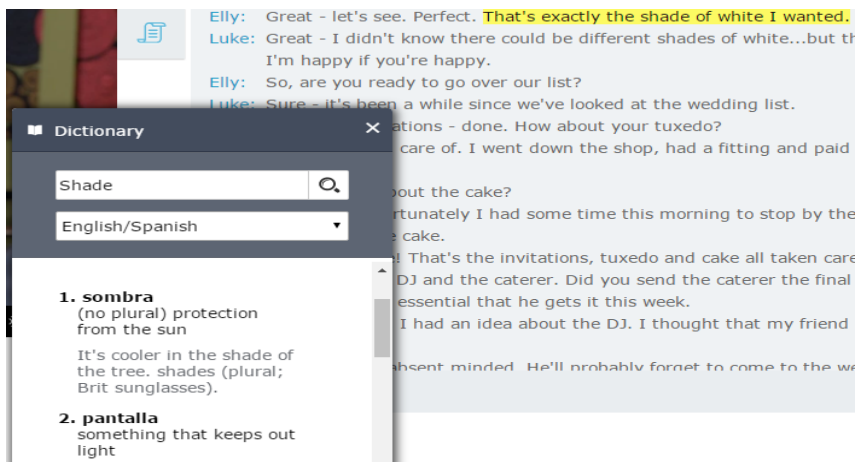 Elly: Great - let's see. Perfect. That's exactly the shade of white I wanted.
Luke: Great - I didn't know there could be different shades of white...but
I'm happy if you're happy.
Elly: So, are you ready to go over our list?
Luke: Sure - it's been a while since we've looked at the wedding list.
done. How about your tuxedo?
care of. I went down the shop, had a fitting and paid
the cake?
I had some time this morning to stop by the
cake.
That's the invitations, tuxedo and cake all taken care
DJ and the caterer. Did you send the caterer the final
essential that he gets it this week.
I had an idea about the DJ. I thought that my friend
absent minded. He'll probably forget to come to the
Dictionary
Shade
English/Spanish
1. sombra
(no plural) protection
from the sun
It's cooler in the shade of
the tree. shades (plural;
Brit sunglasses).
2. pantalla
something that keeps out
light